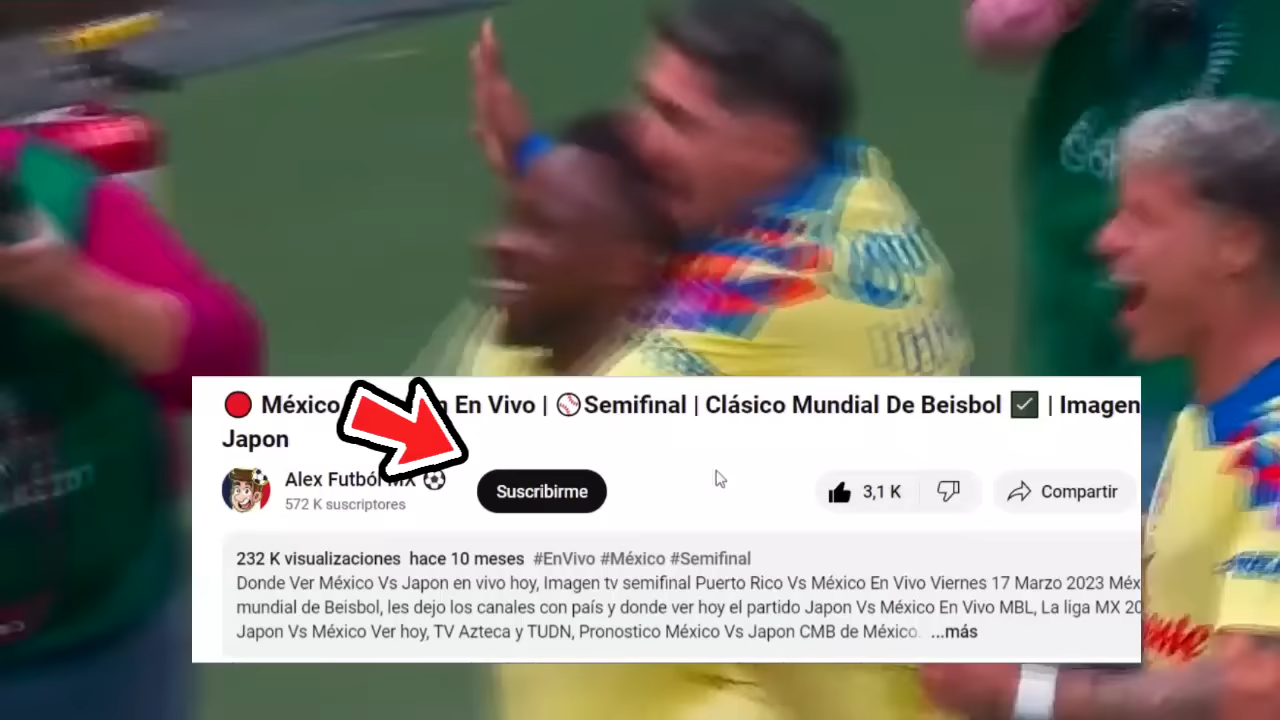 México n En Vivo | Semifinal | Clásico Mundial De Beisbol | Imagen
Japon
Alex Futból MX
572 K suscriptores
Suscribirme
3,1 K
Compartir
232 K visualizaciones hace 10 meses #EnVivo #México #Semifinal
Donde Ver México Vs Japon en vivo hoy, Imagen tv semifinal Puerto Rico Vs México En Vivo Viernes 17 Marzo 2023 Méx
mundial de Beisbol, les dejo los canales con país y donde ver hoy el partido Japon Vs México En Vivo MBL, La liga MX 20
Japon Vs México Ver hoy, TV Azteca y TUDN, Pronostico México Vs Japon CMB de México. ...más